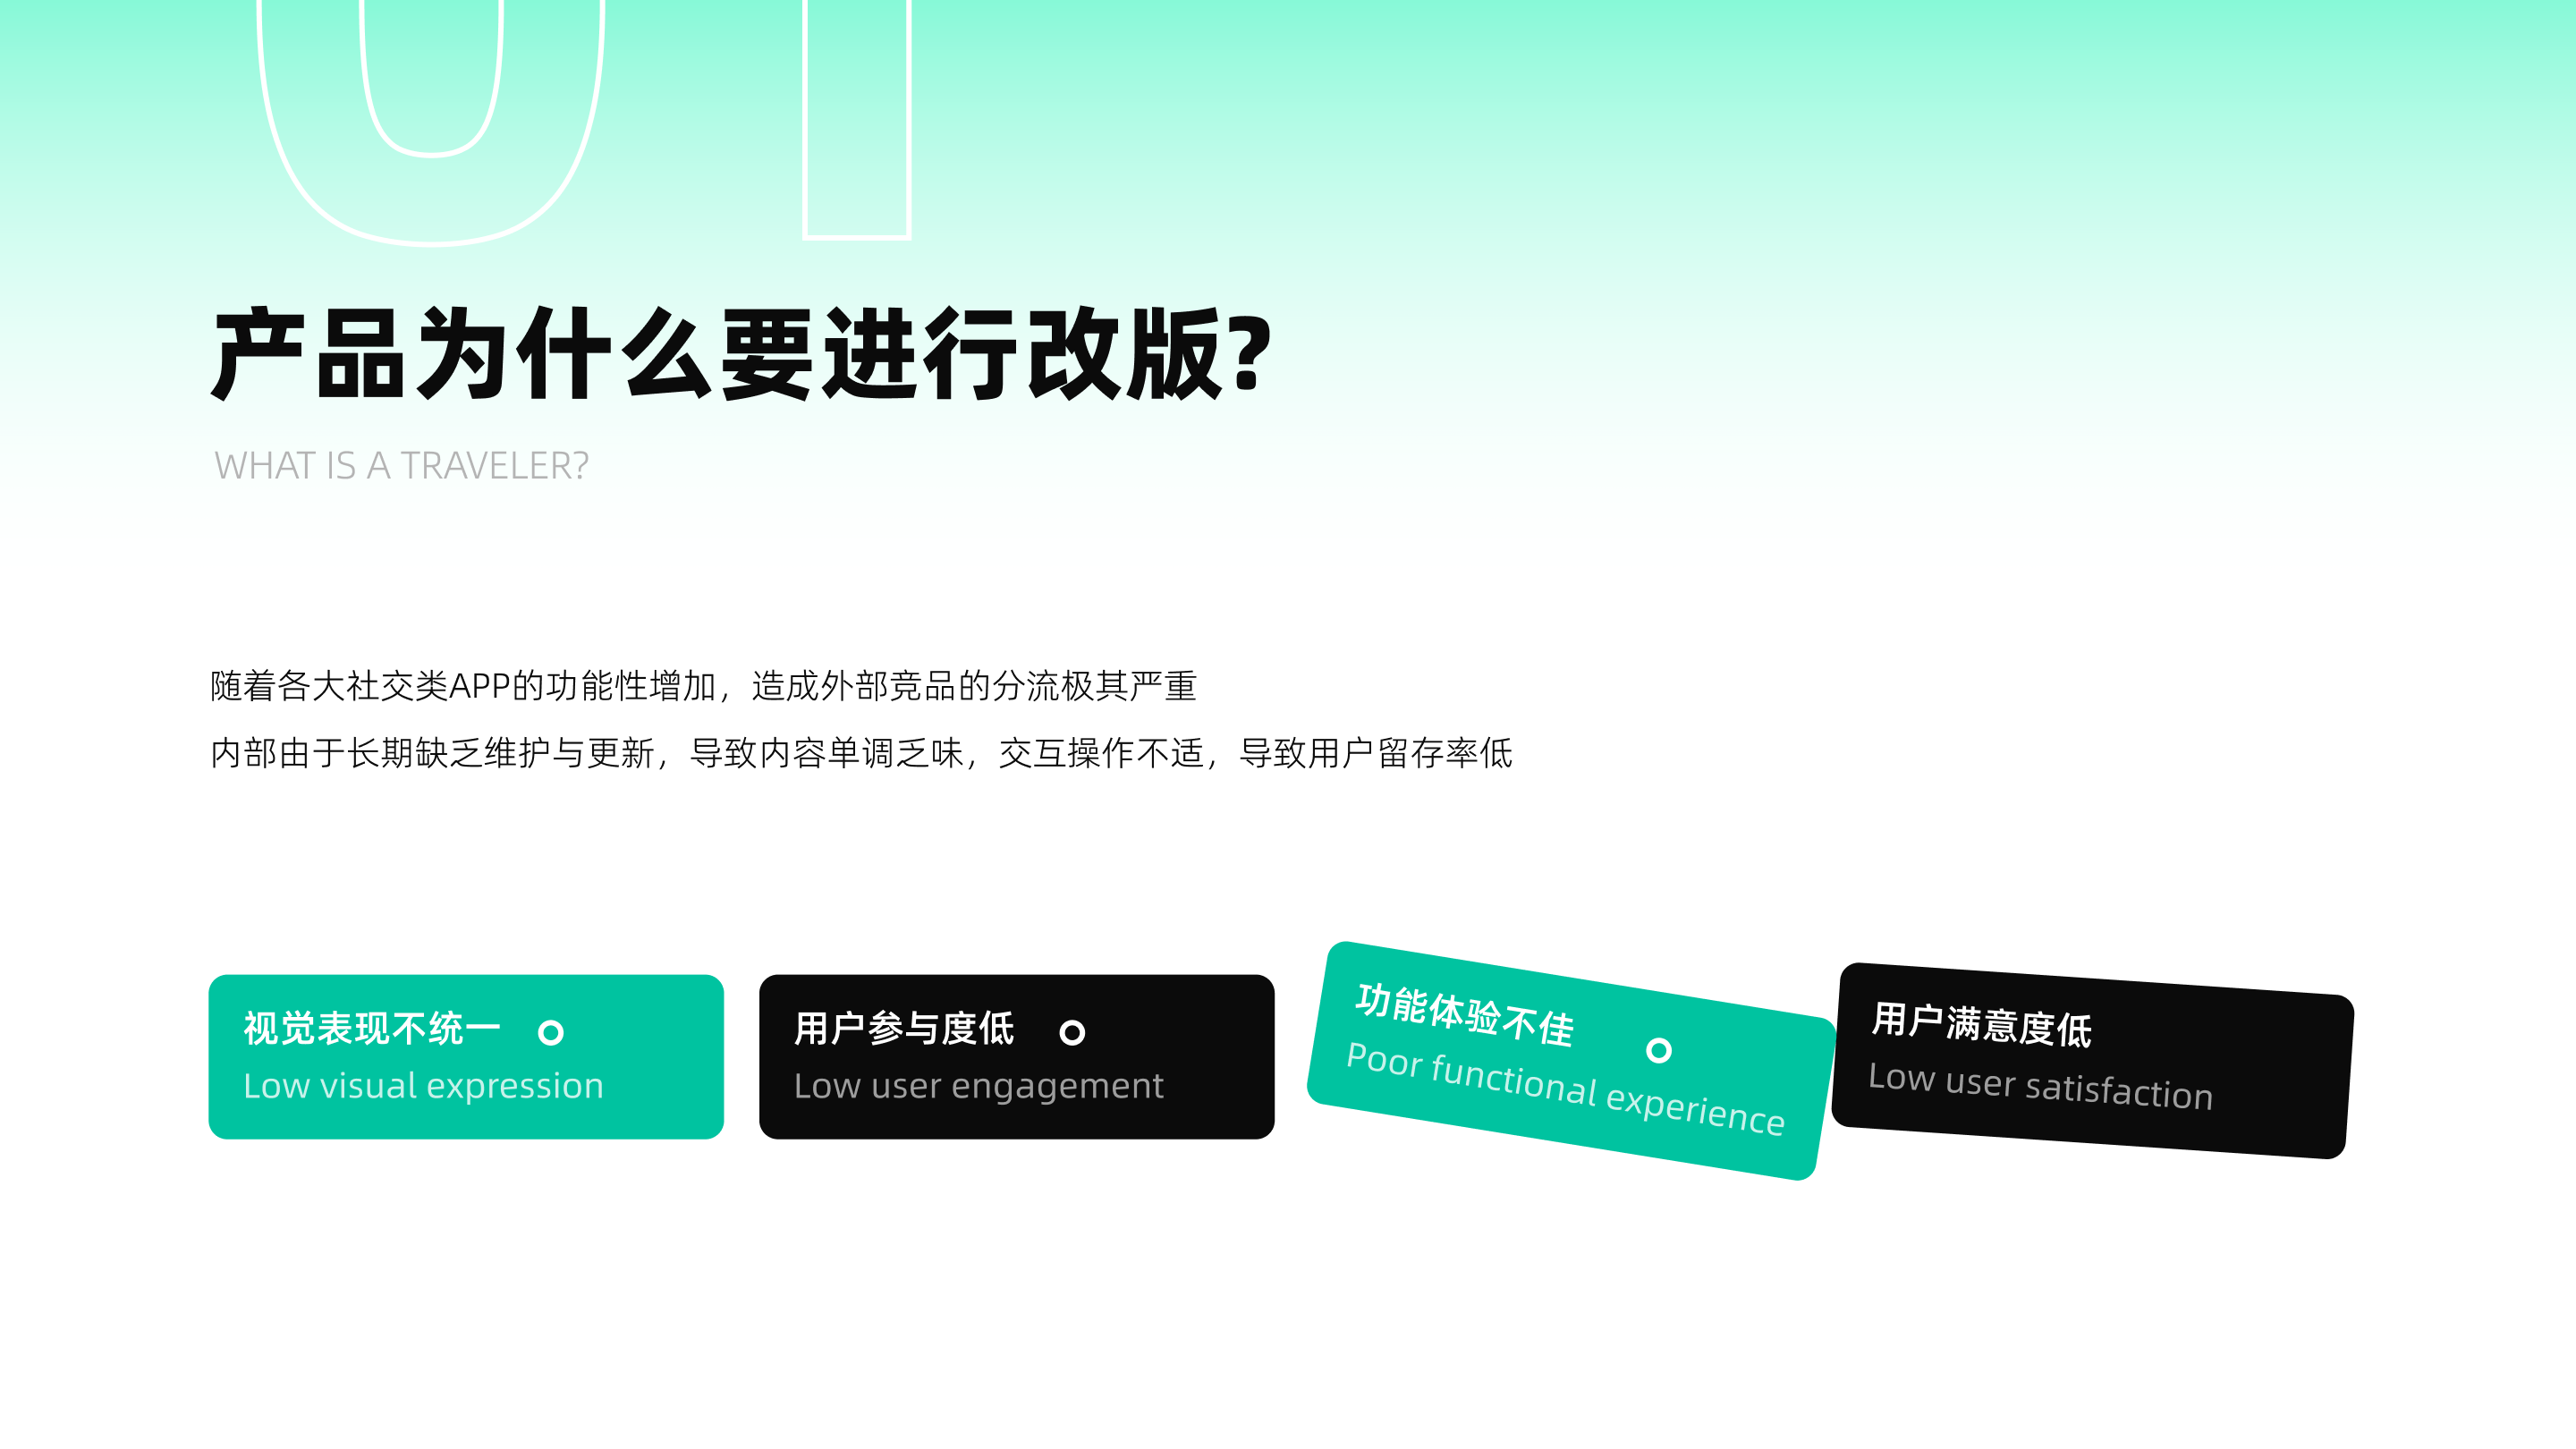 01
产品为什么要进行改版?
WHAT IS A TRAVELER?
随着各大社交类APP的功能性增加，造成外部竞品的分流极其严重
内部由于长期缺乏维护与更新，导致内容单调乏味，交互操作不适，导致用户留存率低
视觉表现不统一
Low visual expression
用户参与度低
Low user engagement
功能体验不佳
Poor functional experience
用户满意度低
Low user satisfaction